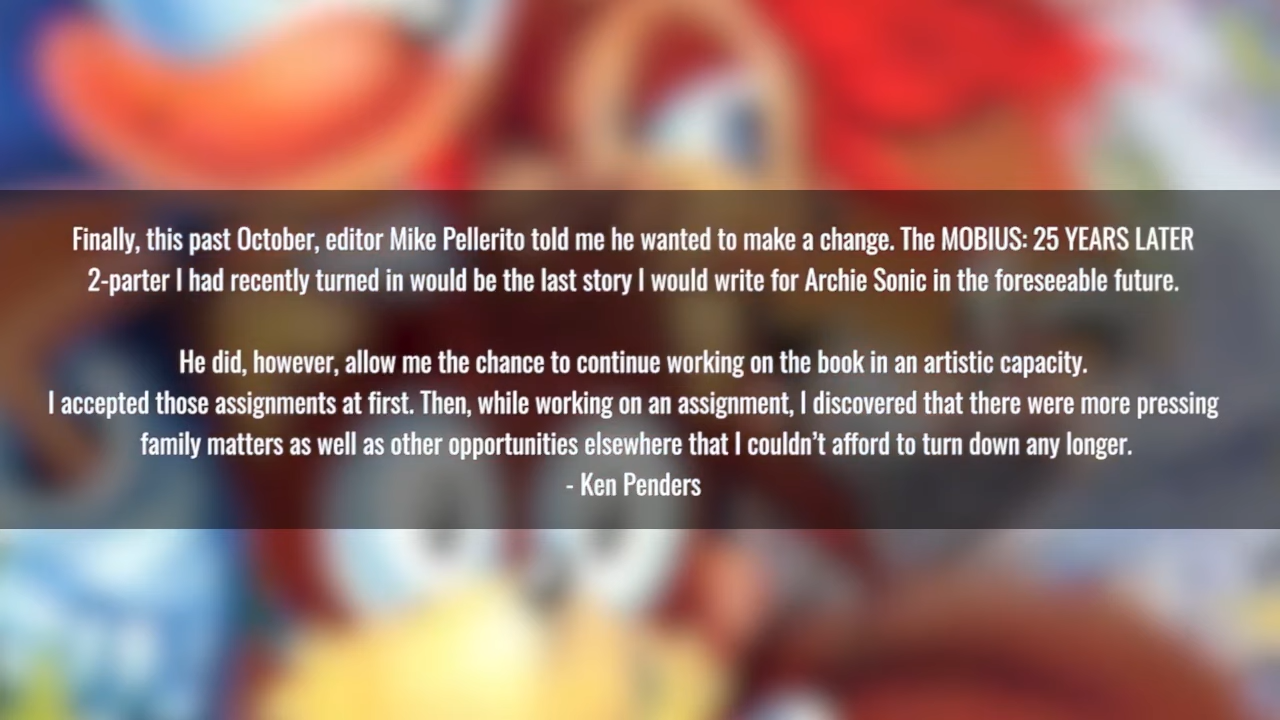 Finally, this past October, editor Mike Pellerito told me he wanted to make a change. The MOBIUS: 25 YEARS LATER
2-parter I had recently turned in would be the last story I would write for Archie Sonic in the foreseeable future.
He did, however, allow me the chance to continue working on the book in an artistic capacity.
I accepted those assignments at first. Then, while working on an assignment, I discovered that there were more pressing
family matters as well as other opportunities elsewhere that I couldn’t afford to turn down any longer.
- Ken Penders